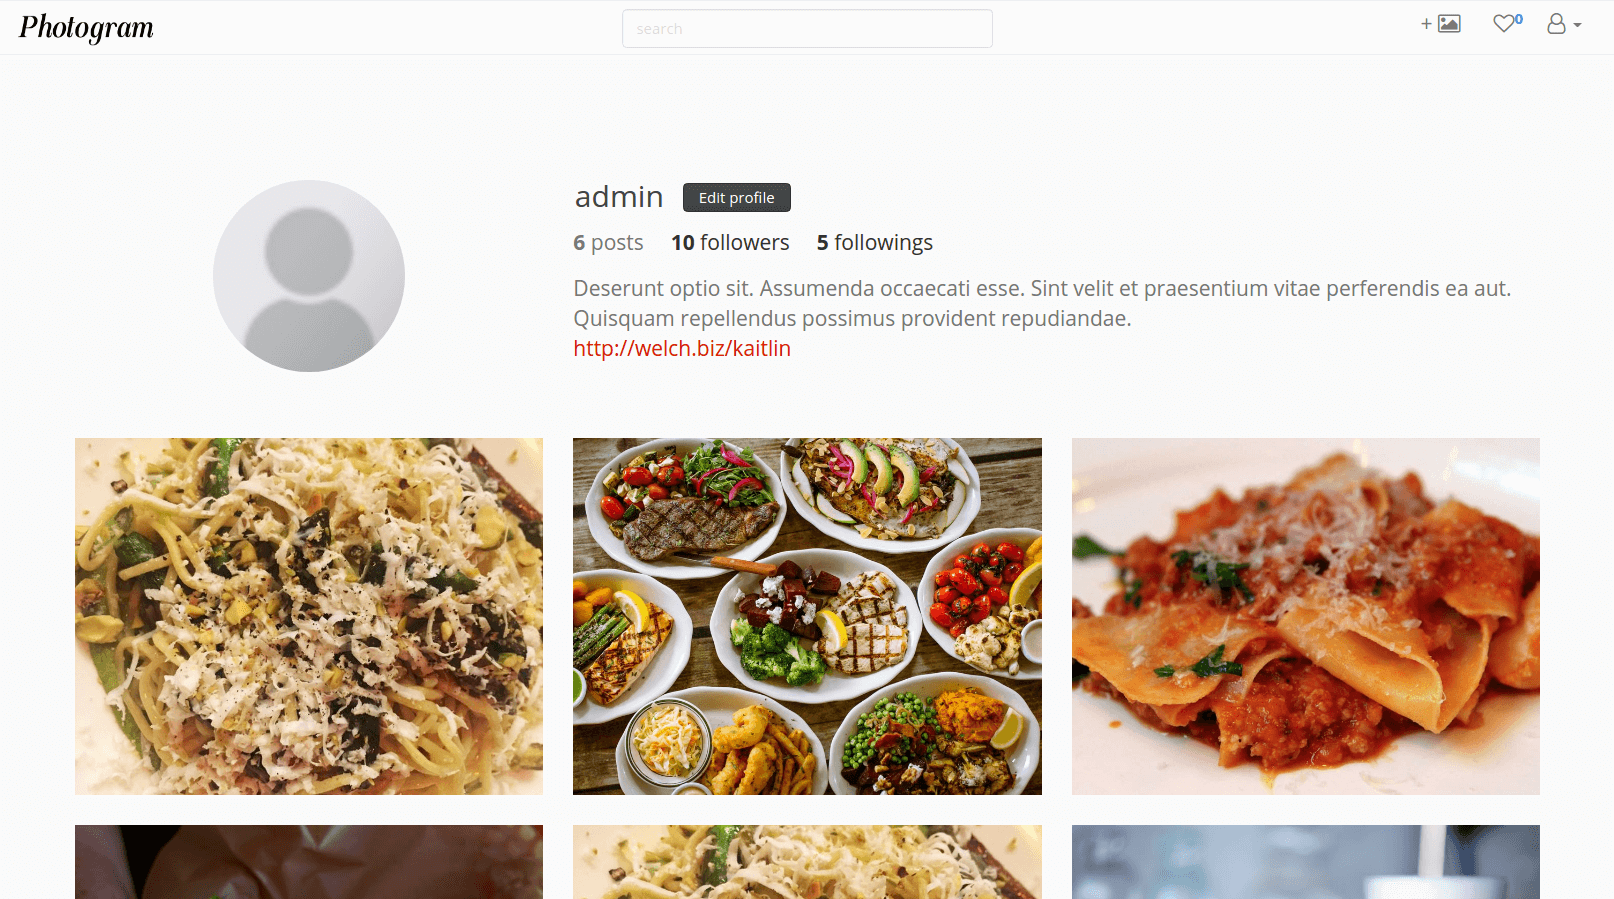 Photogram
search
+
0
admin
Edit profile
6 posts 10 followers 5 followings
Deserunt optio sit. Assumenda occaecati esse. Sint velit et praesentium vitae perferendis ea aut.
Quisquam repellendus possimus provident repudiandae.
http://welch.biz/kaitlin